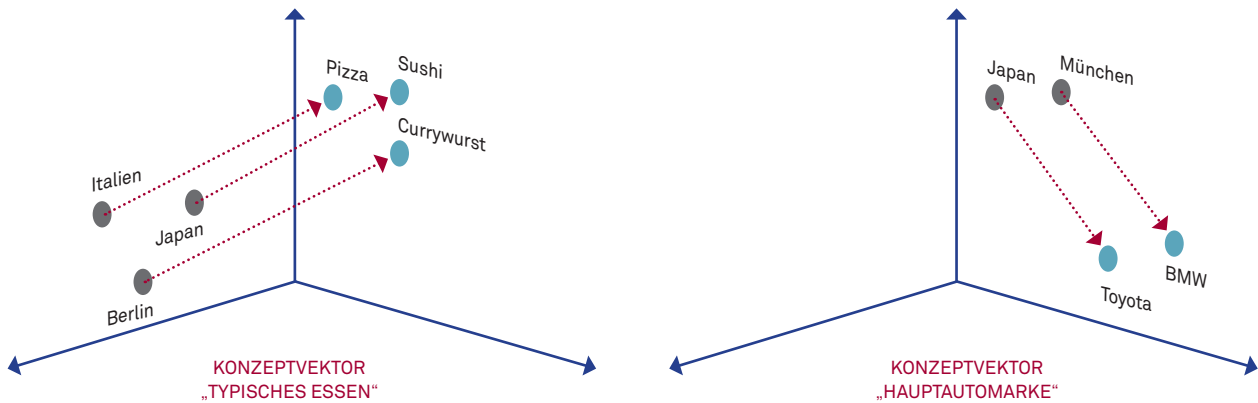 Pizza
Sushi
Currywurst
Italien
Japan
Berlin
KONZEPTVEKTOR
„TYPISCHES ESSEN“
Japan
München
Toyota
BMW
KONZEPTVEKTOR
„HAUPTAUTOMARKE“